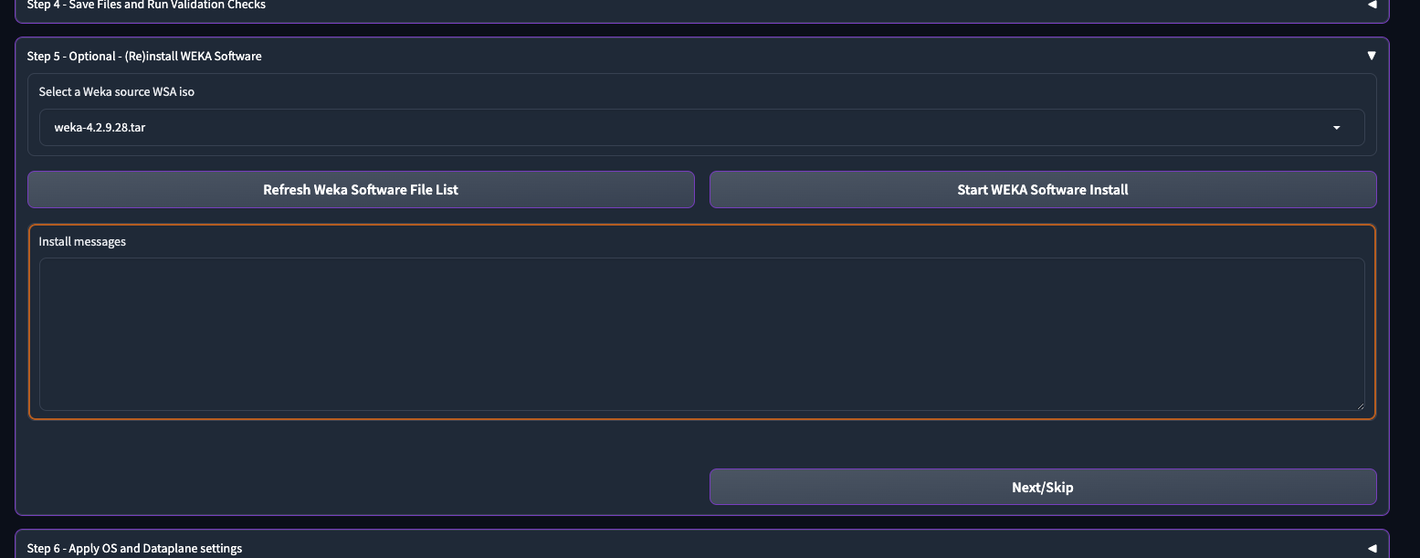 Step 4 - Save Files and Run Validation Checks
Step 5 - Optional - (Re)install WEKA Software
Select a Weka source WSA iso
weka-4.2.9.28.tar
Refresh Weka Software File List
Start WEKA Software Install
Install messages
Next/Skip
Step 6 - Apply OS and Dataplane settings